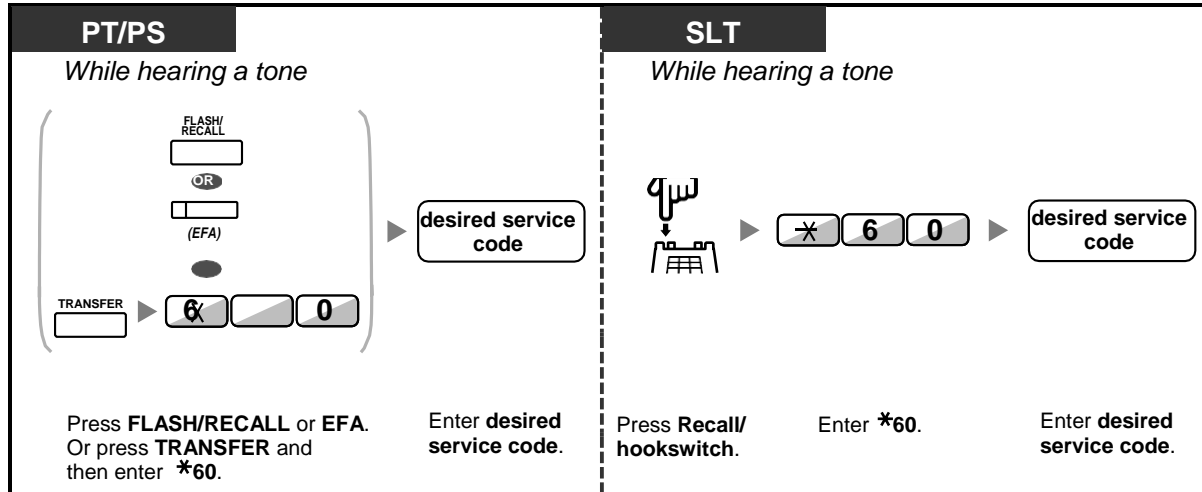 PT/PS
While hearing a tone
FLASH/
RECALL
OR
(EFA)
TRANSFER
6* 0
desired service
code
Press FLASH/RECALL or EFA.
Or press TRANSFER and
then enter *60.
Enter desired
service code.
SLT
While hearing a tone
* 6 0
desired service
code
Press Recall/
hookswitch.
Enter *60.
Enter desired
service code.